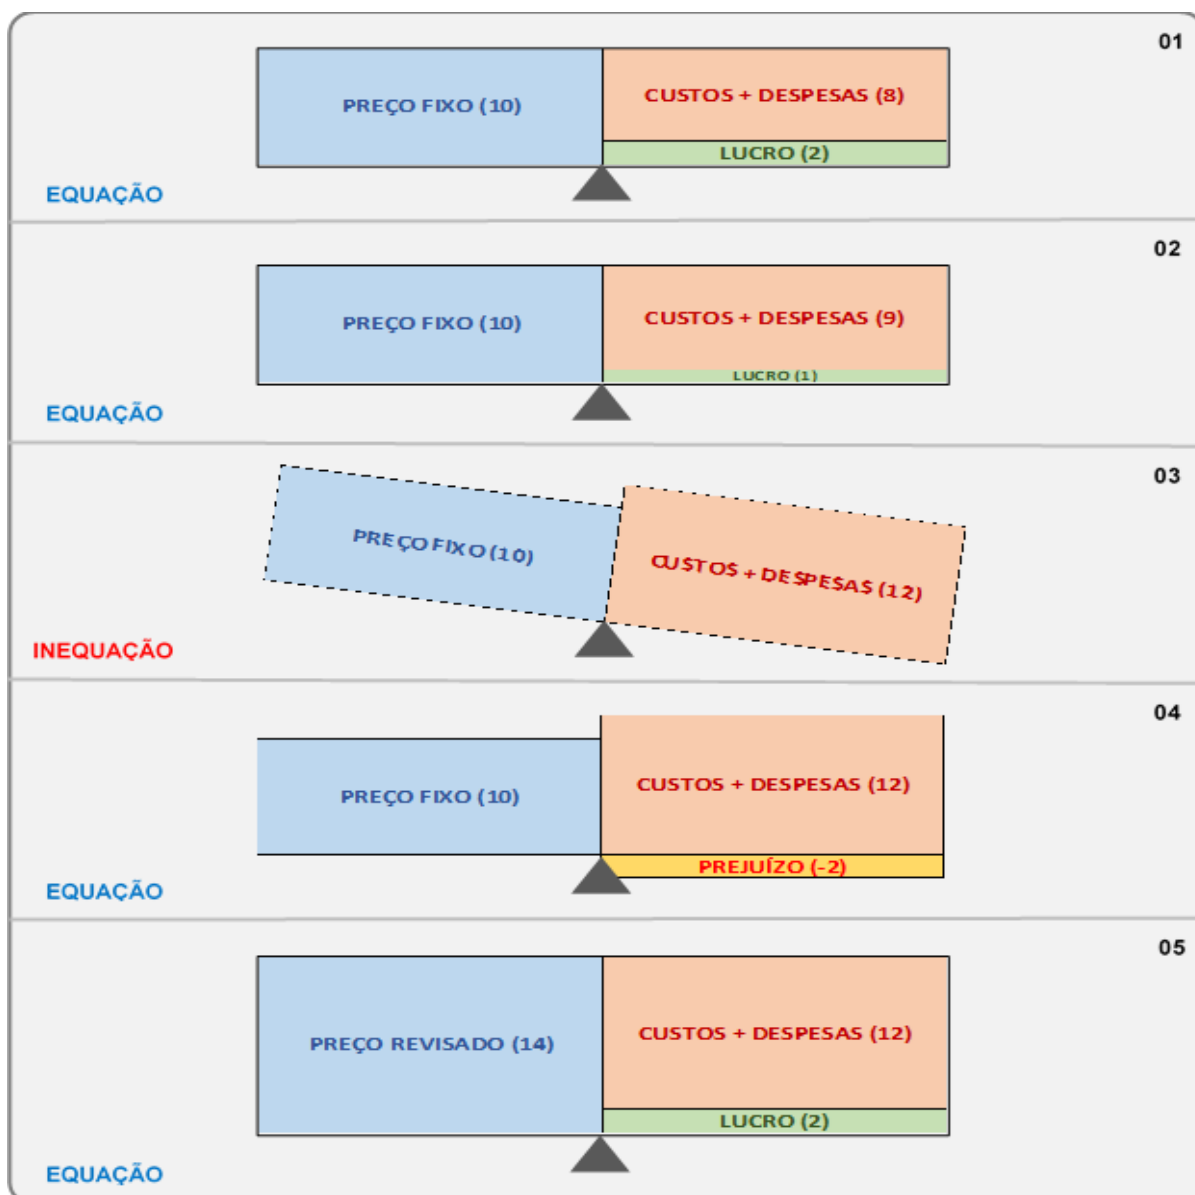 01
PREÇO FIXO (10)
CUSTOS + DESPESAS (8)
LUCRO (2)
EQUAÇÃO
02
PREÇO FIXO (10)
CUSTOS + DESPESAS (9)
LUCRO (1)
EQUAÇÃO
03
PREÇO FIXO (10)
CUSTOS + DESPESAS (12)
INEQUAÇÃO
04
PREÇO FIXO (10)
CUSTOS + DESPESAS (12)
PREJUÍZO (-2)
EQUAÇÃO
05
PREÇO REVISADO (14)
CUSTOS + DESPESAS (12)
LUCRO (2)
EQUAÇÃO